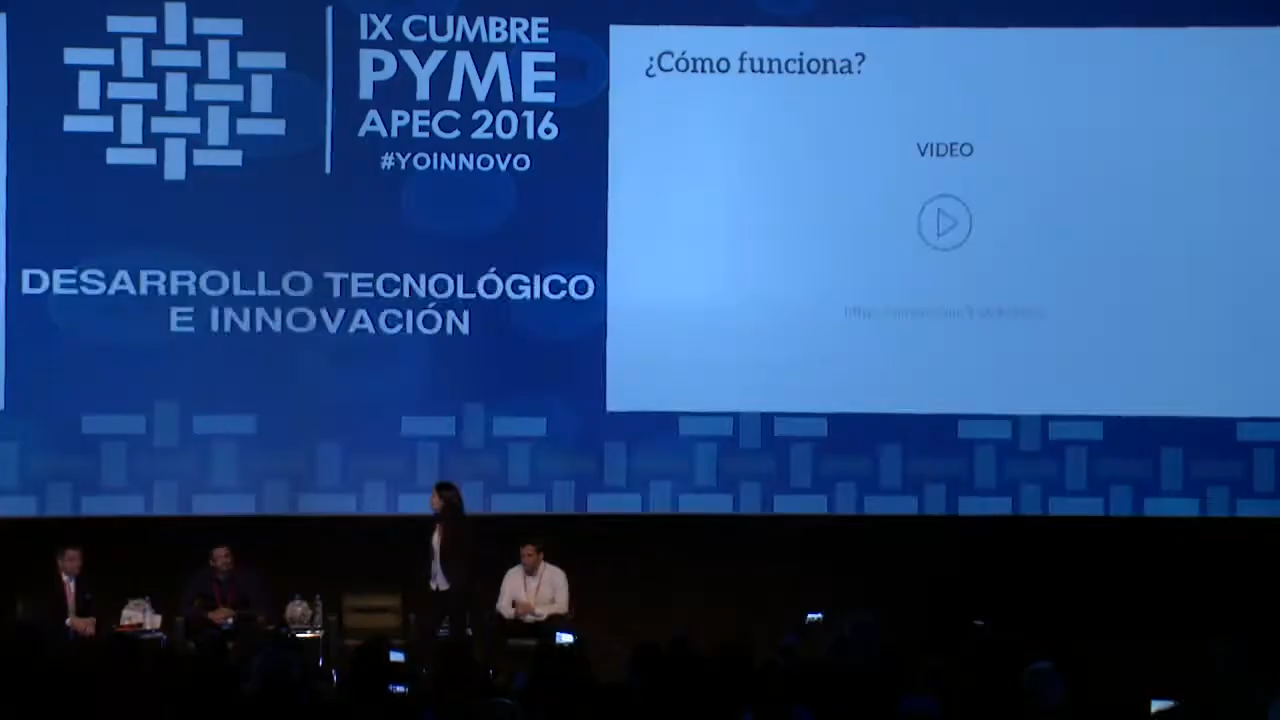 IX CUMBRE
PYME
APEC 2016
#YOINNOVO
DESARROLLO TECNOLÓGICO
E INNOVACIÓN
¿Cómo funciona?
VIDEO